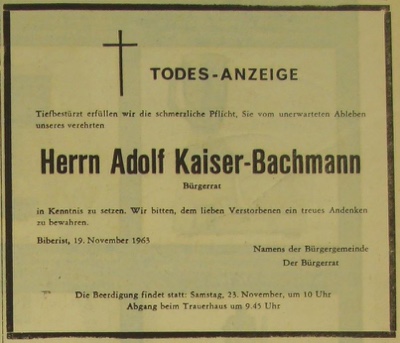 TODES-ANZEIGE
Tiefbestürzt erfüllen wir die schmerzliche Pflicht, Sie vom unerwarteten Ableben
unseres verehrten
Herrn Adolf Kaiser-Bachmann
Bürgerrat
in Kenntnis zu setzen. Wir bitten, dem lieben Verstorbenen ein treues Andenken
zu bewahren.
Biberist, 19. November 1963
Namens der Bürgergemeinde
Der Bürgerrat
Die Beerdigung findet statt: Samstag, 23. November, um 10 Uhr
Abgang beim Trauerhaus um 9.45 Uhr